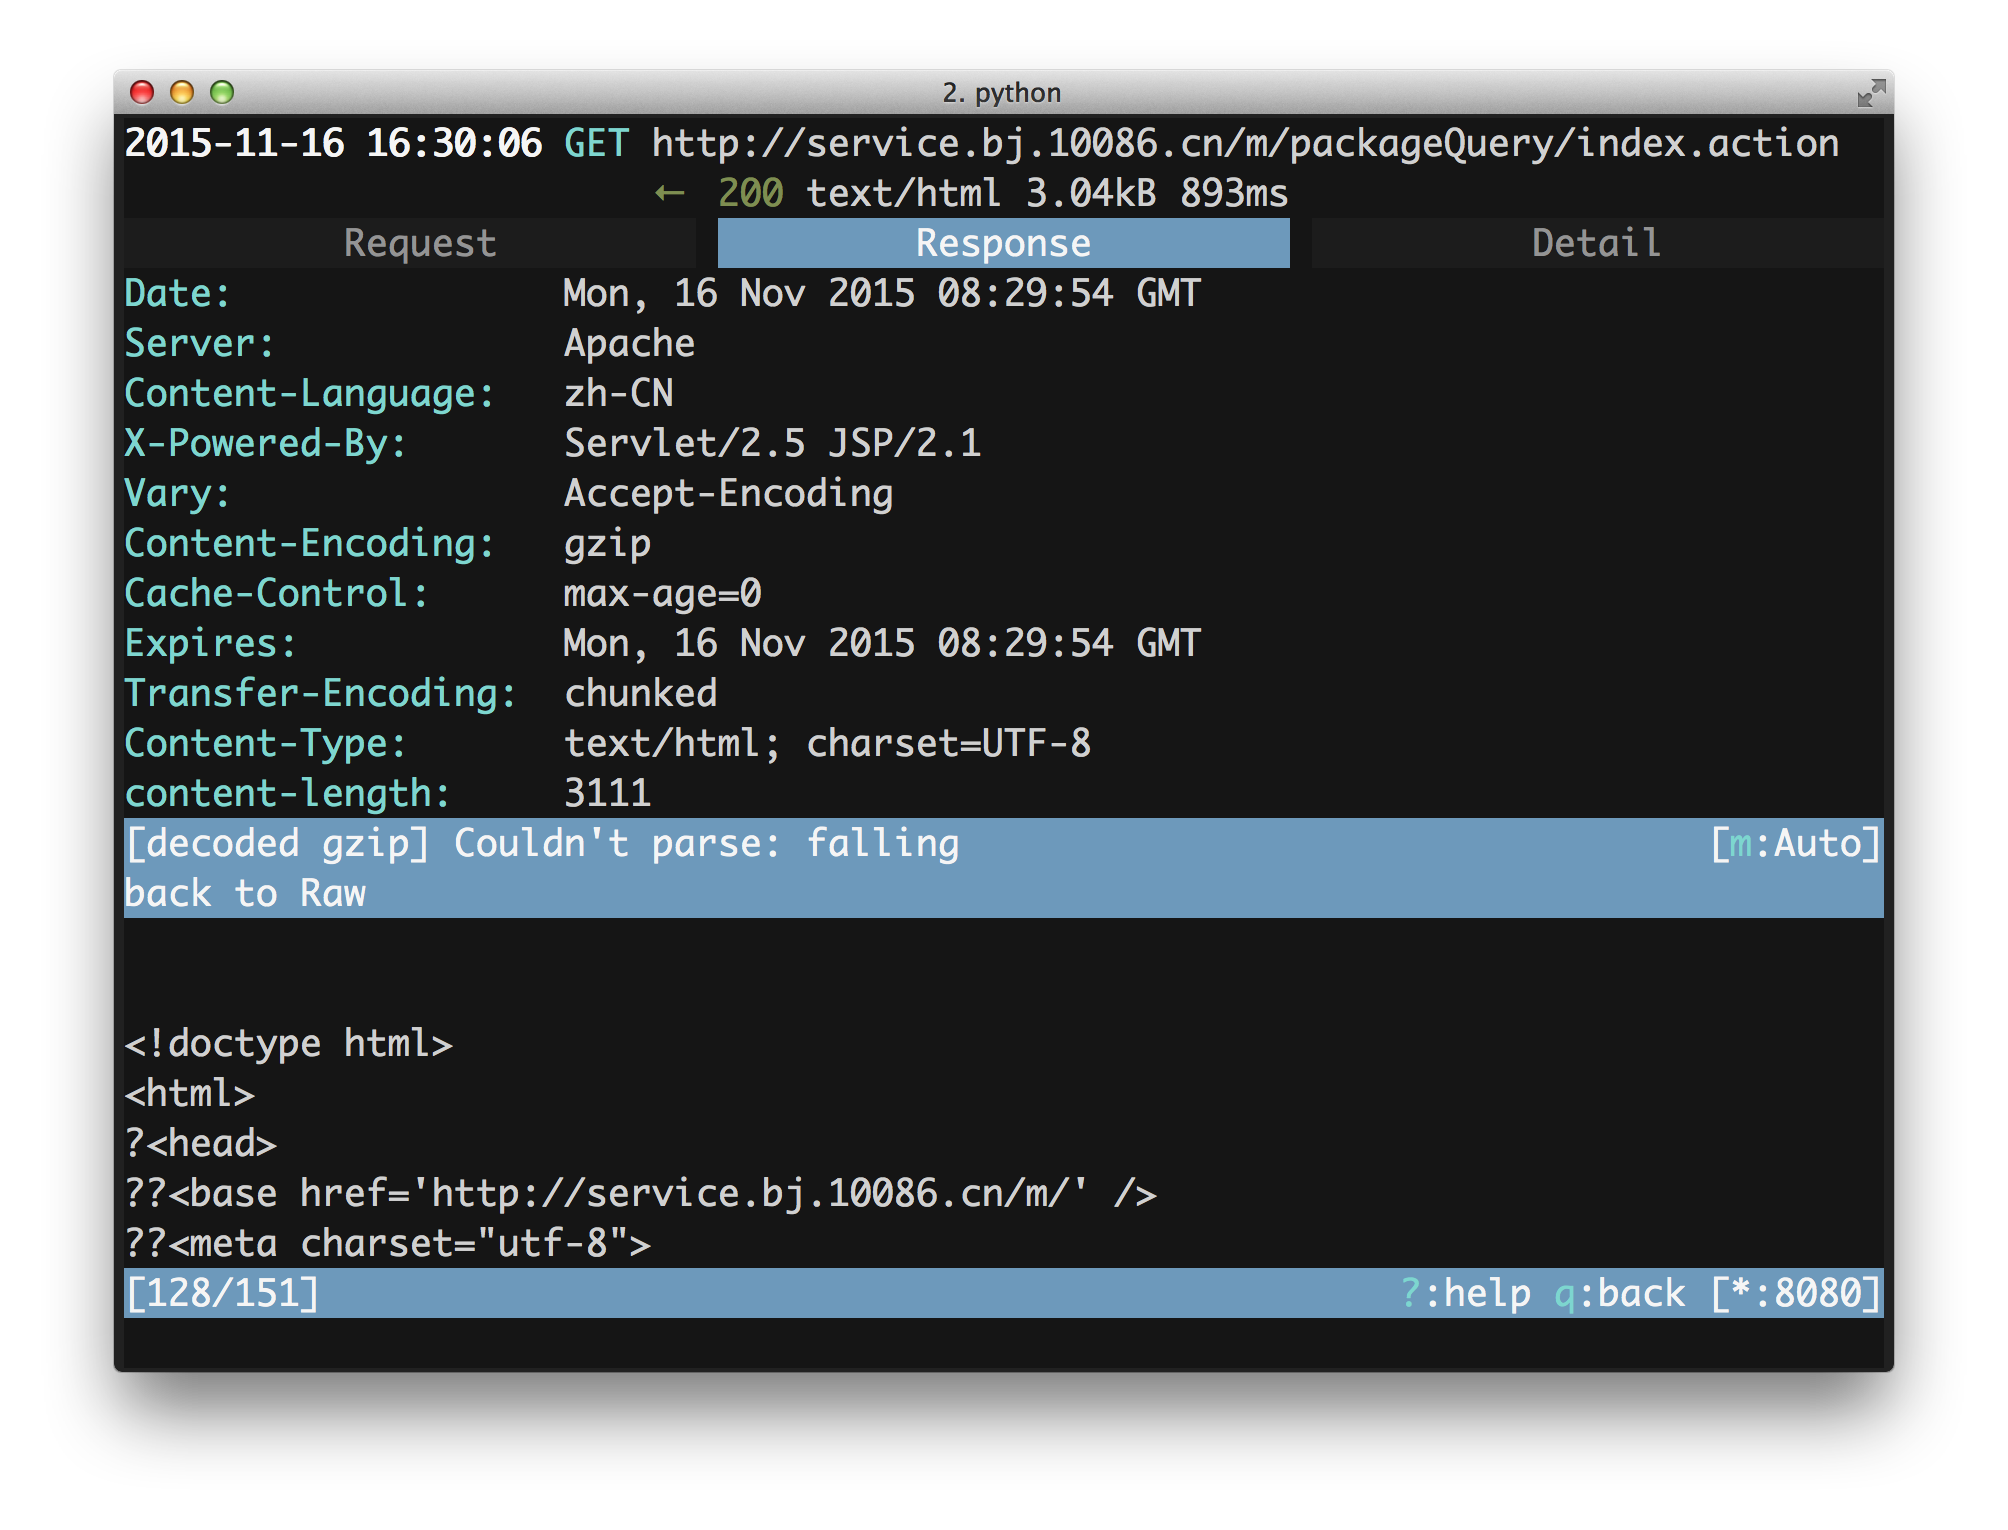 2. python
2015-11-16 16:30:06 GET http://service.bj.10086.cn/m/packageQuery/index.action
← 200 text/html 3.04kB 893ms
Request Response Detail
Date: Mon, 16 Nov 2015 08:29:54 GMT
Server: Apache
Content-Language: zh-CN
X-Powered-By: Servlet/2.5 JSP/2.1
Vary: Accept-Encoding
Content-Encoding: gzip
Cache-Control: max-age=0
Expires: Mon, 16 Nov 2015 08:29:54 GMT
Transfer-Encoding: chunked
Content-Type: text/html; charset=UTF-8
content-length: 3111
[decoded gzip] Couldn't parse: falling [m:Auto]
back to Raw
<!doctype html>
<html>
?<head>
??<base href='http://service.bj.10086.cn/m/' />
??<meta charset="utf-8">
[128/151] ?:help q:back [*:8080]